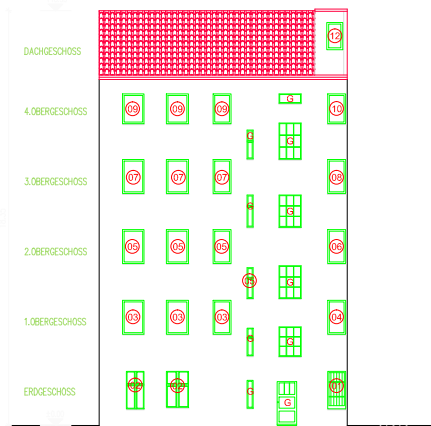 12
DACHGESCHOSS
G
4.OBERGESCHOSS 09 09 09 10
G G
3.OBERGESCHOSS 07 07 07 08
G G
2.OBERGESCHOSS 05 05 05 06
05 G
1.OBERGESCHOSS 03 03 03 04
G G
ERDGESCHOSS 02 02 G 01
G